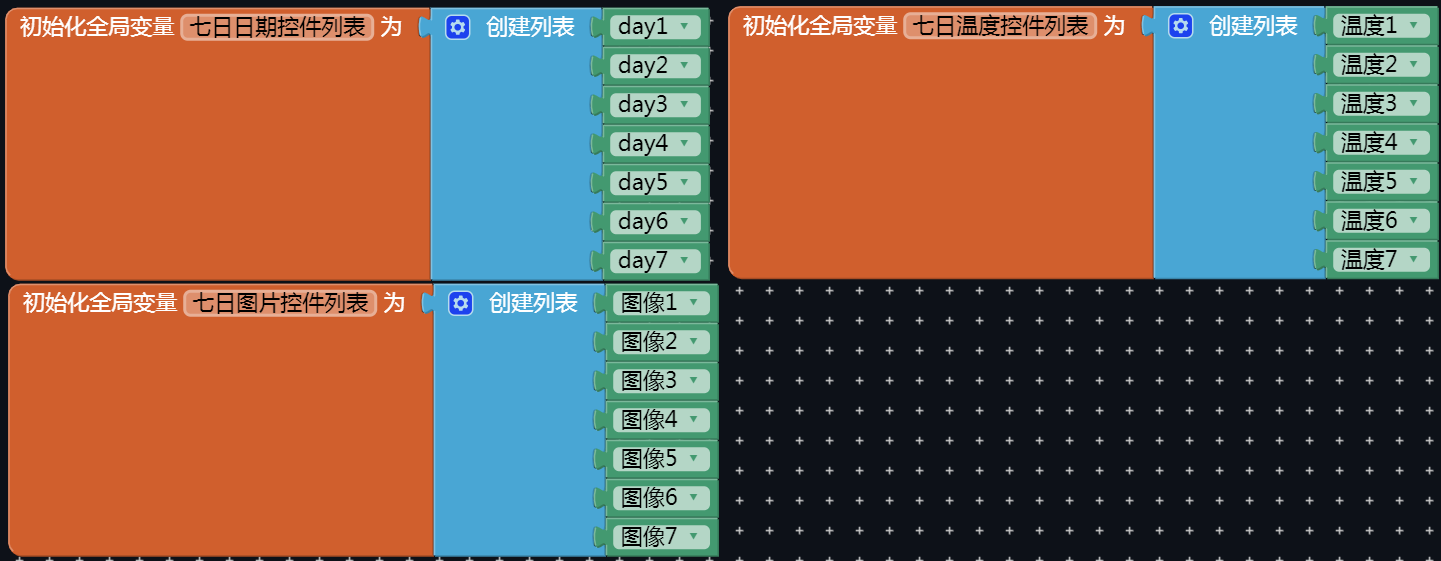 初始化全局变量 七日日期控件列表 为 创建列表 day1
day2
day3
day4
day5
day6
day7
初始化全局变量 七日温度控件列表 为 创建列表 温度1
温度2
温度3
温度4
温度5
温度6
温度7
初始化全局变量 七日图片控件列表 为 创建列表 图像1
图像2
图像3
图像4
图像5
图像6
图像7